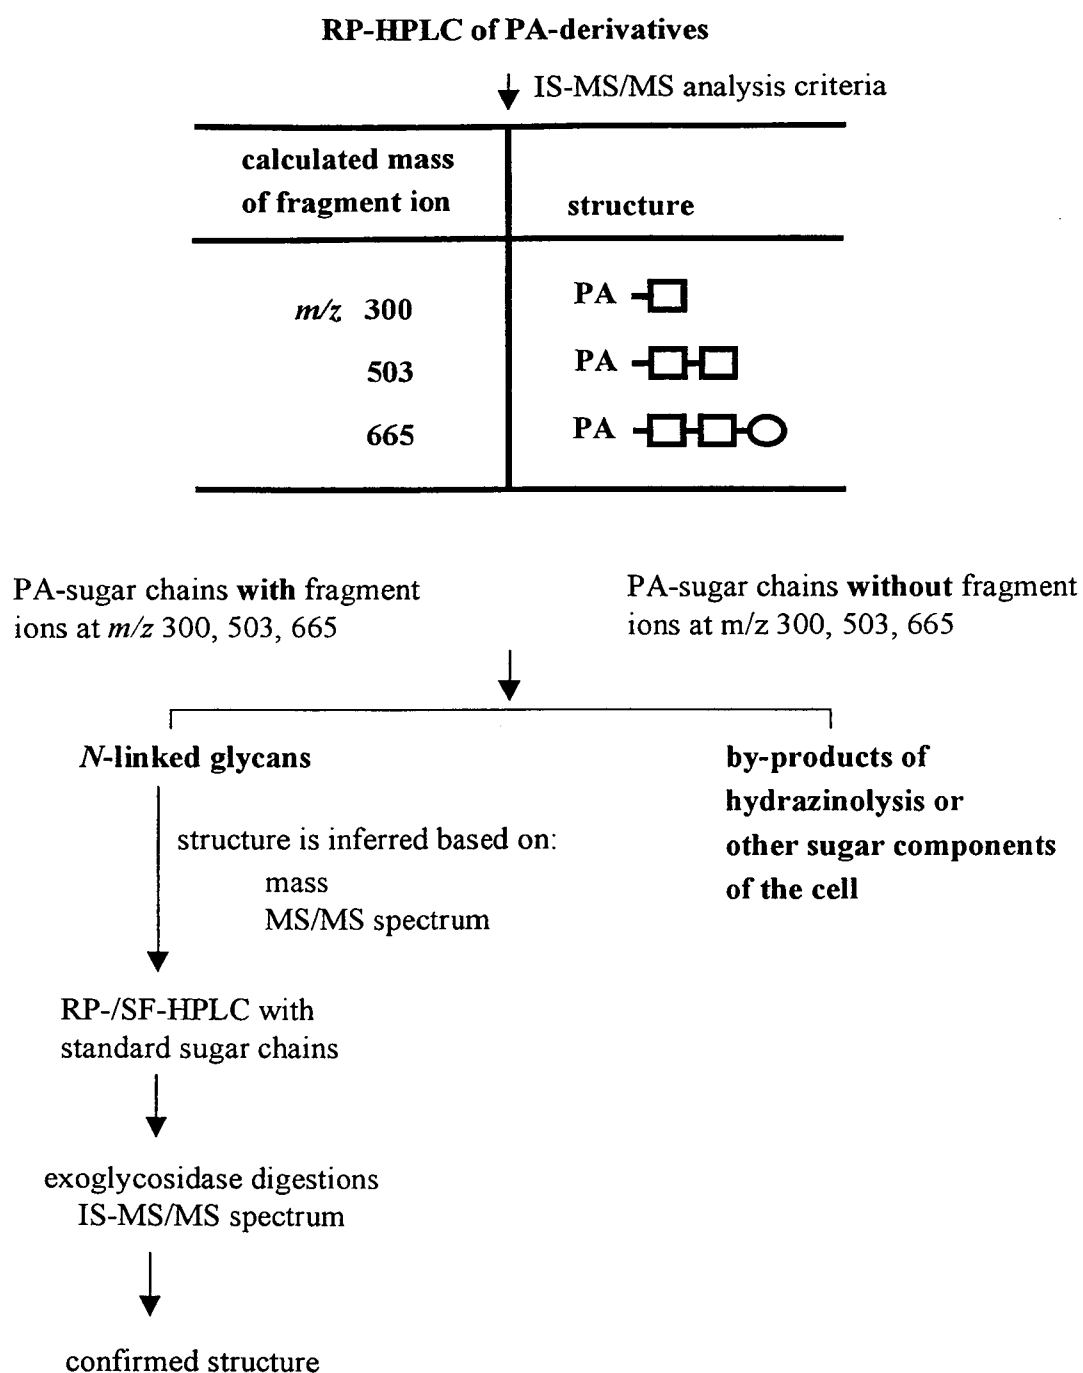 RP-HPLC of PA-derivatives
IS-MS/MS analysis criteria
calculated mass
of fragment ion
structure
m/z 300
PA
503
PA
665
PA
PA-sugar chains with fragment
ions at m/z 300, 503, 665
PA-sugar chains without fragment
ions at m/z 300, 503, 665
N-linked glycans
by-products of
hydrazinolysis or
other sugar components
of the cell
structure is inferred based on:
mass
MS/MS spectrum
RP-/SF-HPLC with
standard sugar chains
exoglycosidase digestions
IS-MS/MS spectrum
confirmed structure